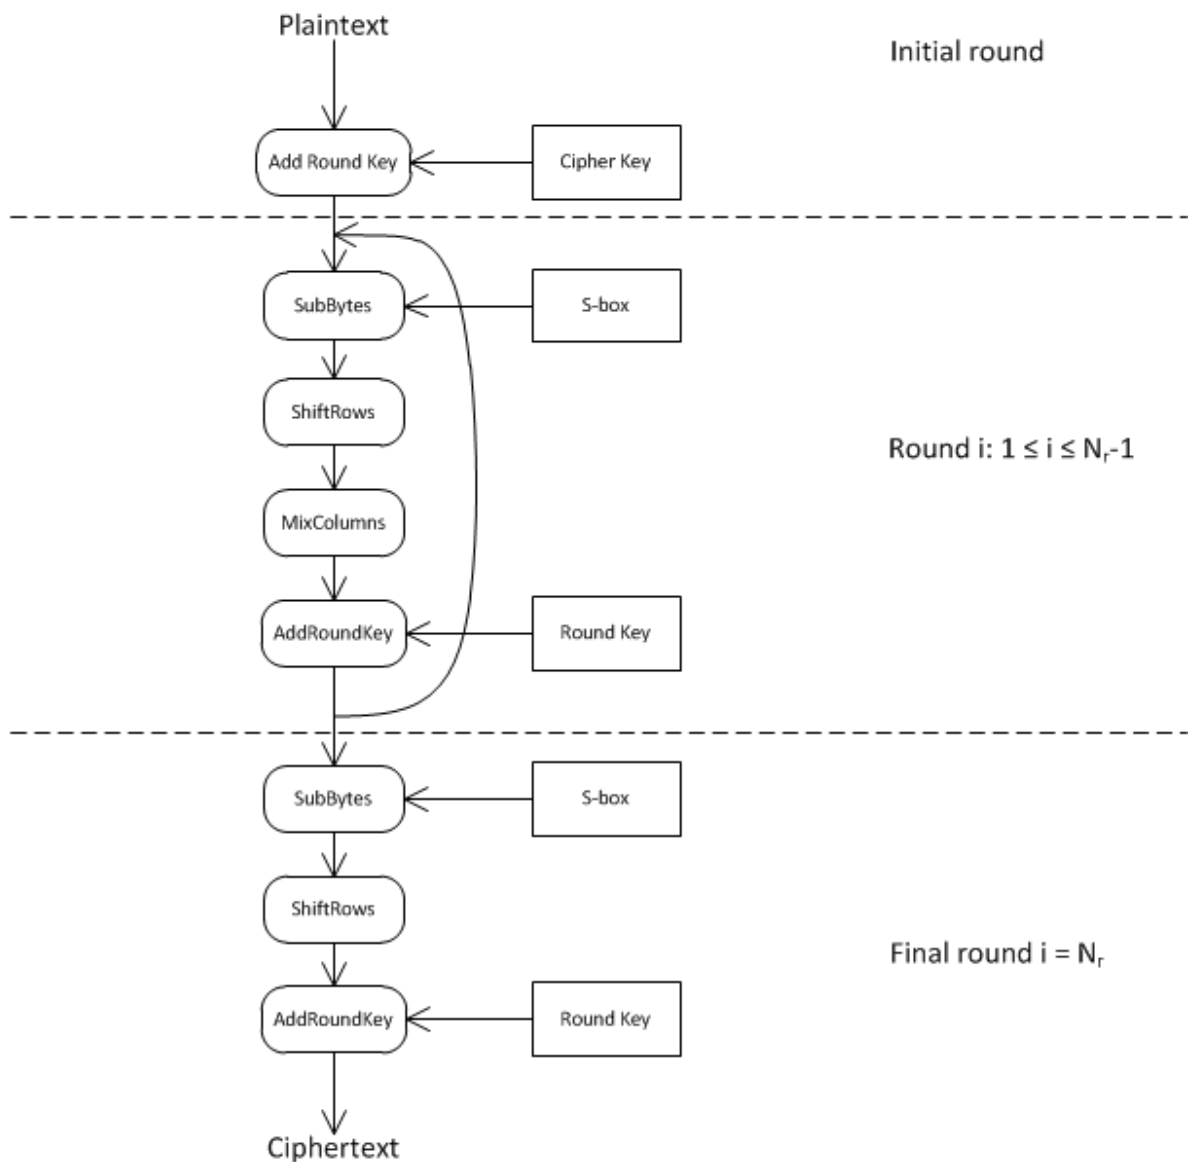 Plaintext
Initial round
Add Round Key
Cipher Key
SubBytes
S-box
ShiftRows
Round i: 1 ≤ i ≤ Nr-1
MixColumns
AddRoundKey
Round Key
SubBytes
S-box
ShiftRows
Final round i = Nr
AddRoundKey
Round Key
Ciphertext